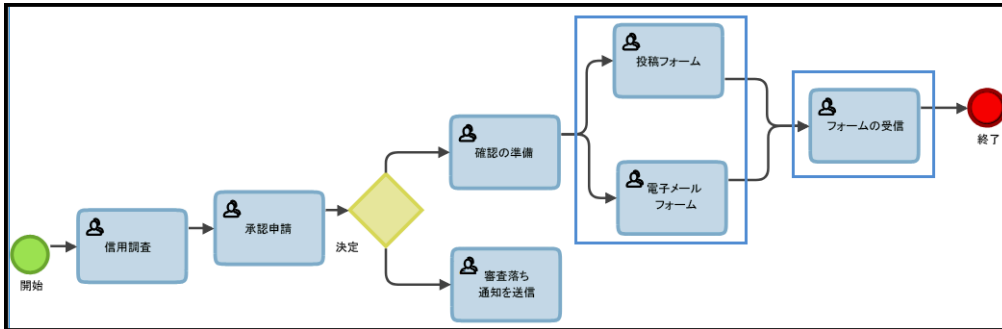 開始
信用調査
承認申請
決定
確認の準備
審査落ち
通知を送信
投稿フォーム
電子メール
フォーム
フォームの受信
終了